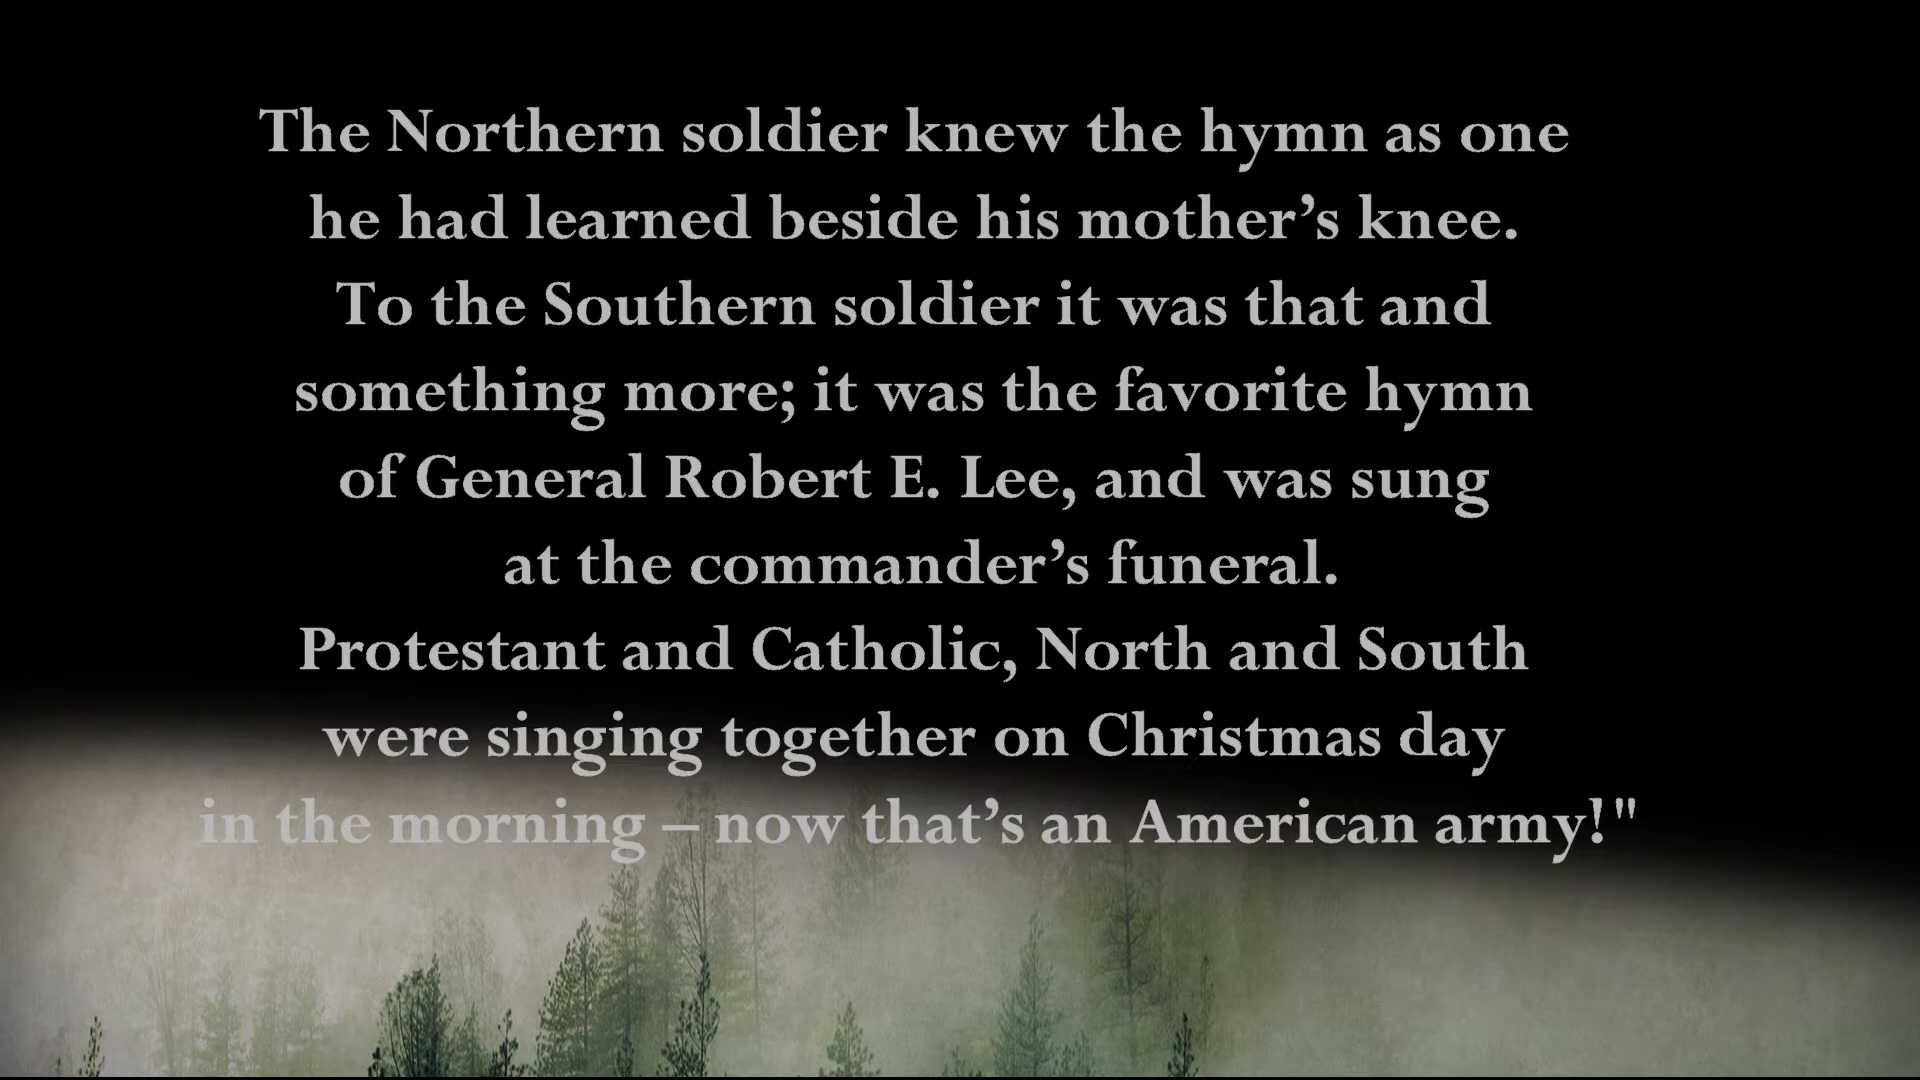 The Northern soldier knew the hymn as one
he had learned beside his mother’s knee.
To the Southern soldier it was that and
something more; it was the favorite hymn
of General Robert E. Lee, and was sung
at the commander’s funeral.
Protestant and Catholic, North and South
were singing together on Christmas day
in the morning – now that’s an American army!"